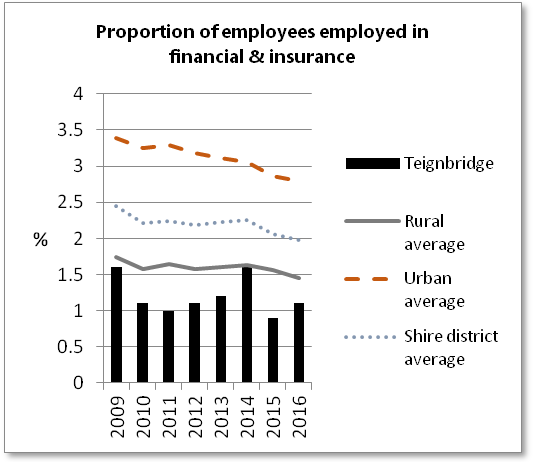 Proportion of employees employed in
financial & insurance
4
3.5
3
2.5
2
1.5
1
0.5
0
%
2009
2010
2011
2012
2013
2014
2015
2016
Teignbridge
Rural
average
Urban
average
Shire district
average